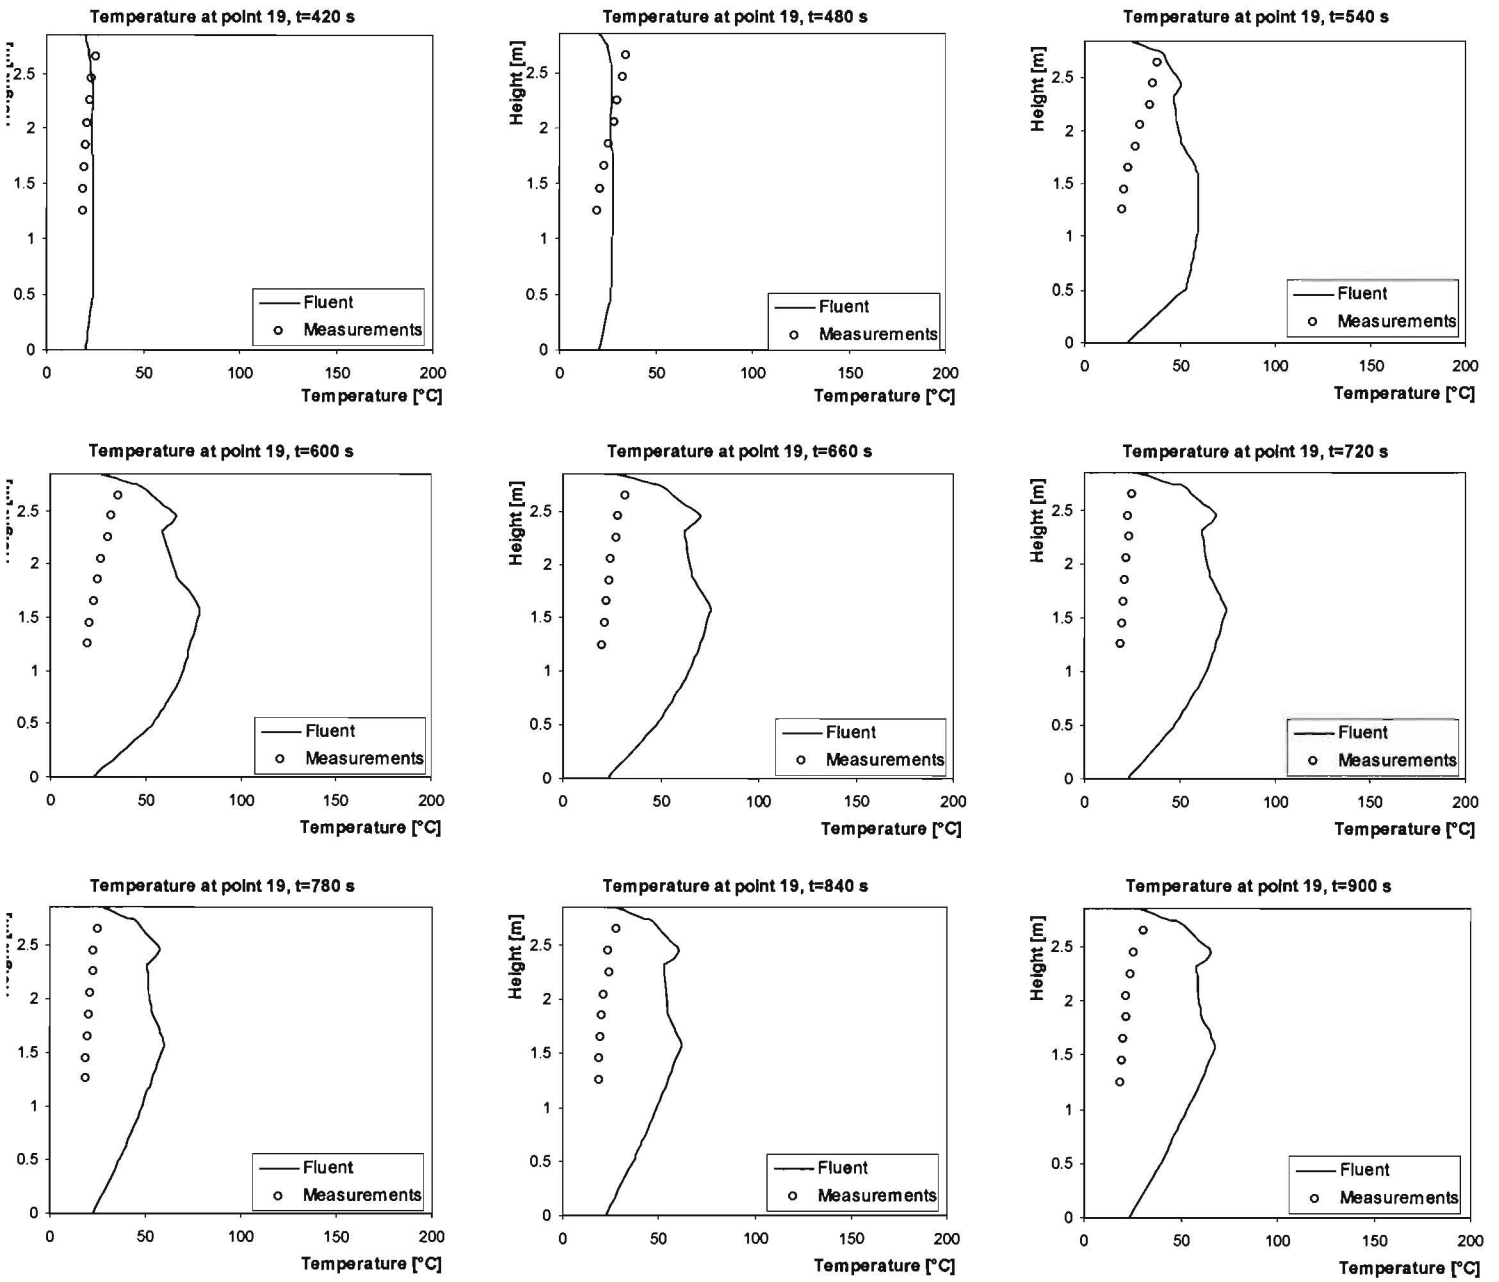 Temperature at point 19, t=420 s
2.5
2
1.5
1
0.5
0
Fluent
Measurements
0 50 100 150 200
Temperature [°C]
Temperature at point 19, t=480 s
Height [m]
2.5
2
1.5
1
0.5
0
Fluent
Measurements
0 50 100 150 200
Temperature [°C]
Temperature at point 19, t=540 s
Height [m]
2.5
2
1.5
1
0.5
0
Fluent
Measurements
0 50 100 150 200
Temperature [°C]
Temperature at point 19, t=600 s
2.5
2
1.5
1
0.5
0
Fluent
Measurements
0 50 100 150 200
Temperature [°C]
Temperature at point 19, t=660 s
Height [m]
2.5
2
1.5
1
0.5
0
Fluent
Measurements
0 50 100 150 200
Temperature [°C]
Temperature at point 19, t=720 s
Height [m]
2.5
2
1.5
1
0.5
0
Fluent
Measurements
0 50 100 150 200
Temperature [°C]
Temperature at point 19, t=780 s
2.5
2
1.5
1
0.5
0
Fluent
Measurements
0 50 100 150 200
Temperature [°C]
Temperature at point 19, t=840 s
Height [m]
2.5
2
1.5
1
0.5
0
Fluent
Measurements
0 50 100 150 200
Temperature [°C]
Temperature at point 19, t=900 s
Height [m]
2.5
2
1.5
1
0.5
0
Fluent
Measurements
0 50 100 150 200
Temperature [°C]